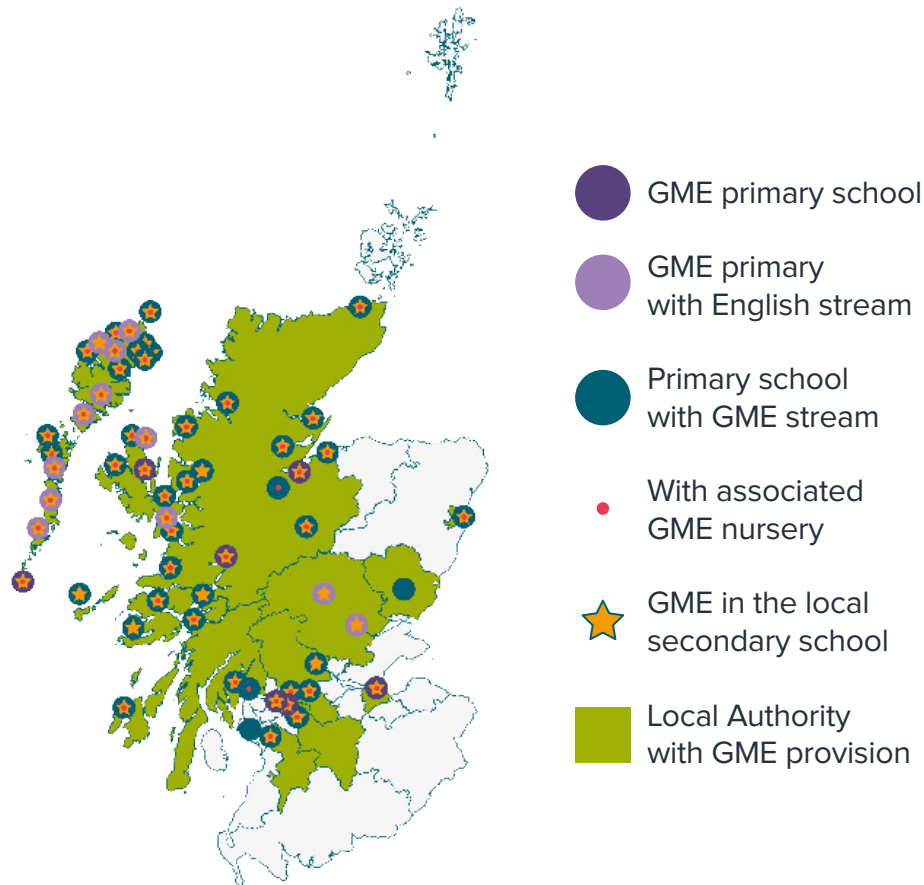 GME primary school
GME primary
with English stream
Primary school
with GME stream
With associated
GME nursery
GME in the local
secondary school
Local Authority
with GME provision